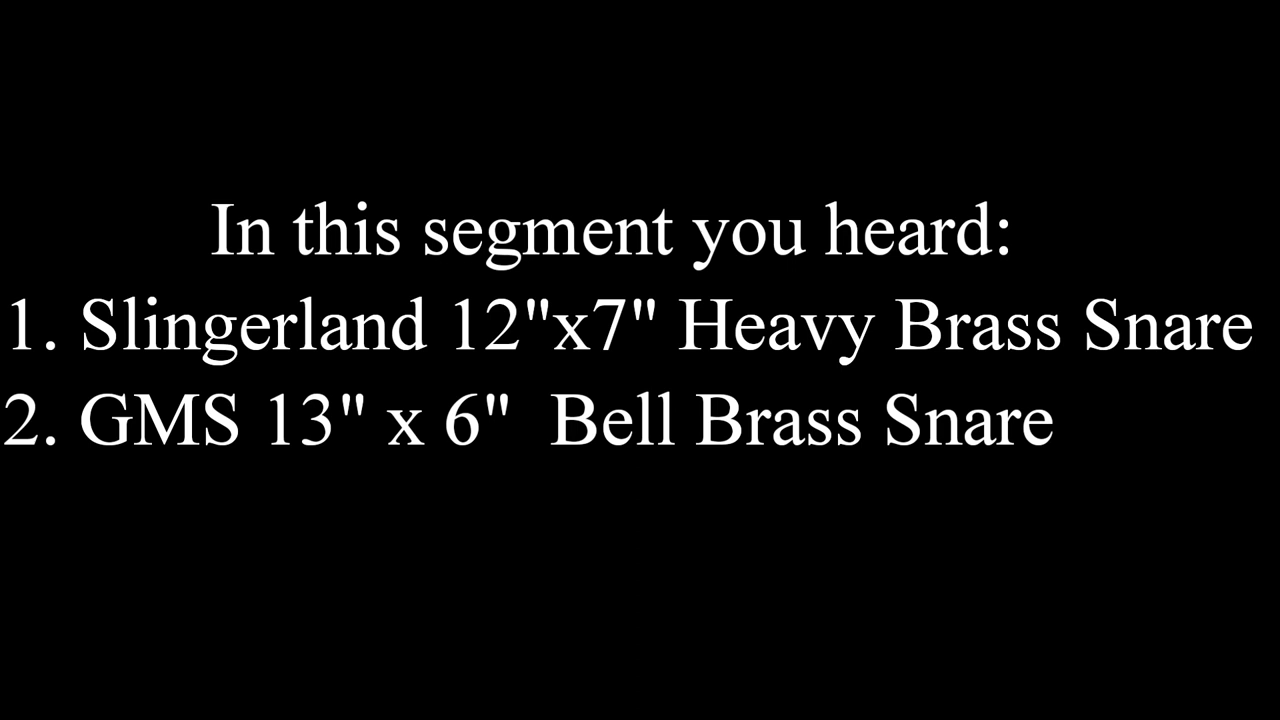 In this segment you heard:
1. Slingerland 12"x7" Heavy Brass Snare
2. GMS 13" x 6"  Bell Brass Snare